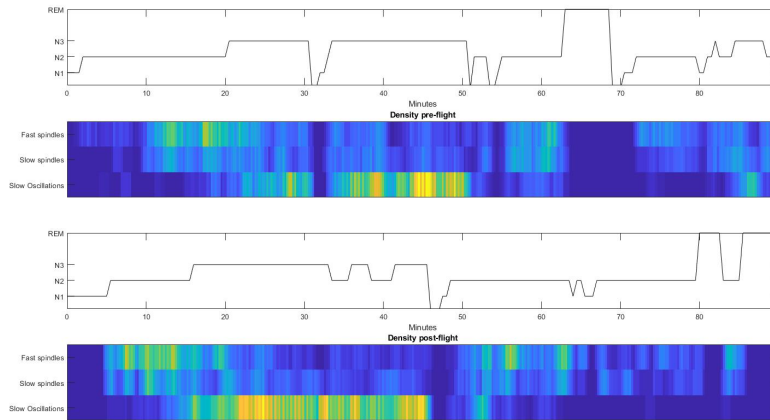 REM
N3
N2
N1
0 10 20 30 40 50 60 70 80
Minutes
Density pre-flight
Fast spindles
Slow spindles
Slow Oscillations
REM
N3
N2
N1
0 10 20 30 40 50 60 70 80
Minutes
Density post-flight
Fast spindles
Slow spindles
Slow Oscillations